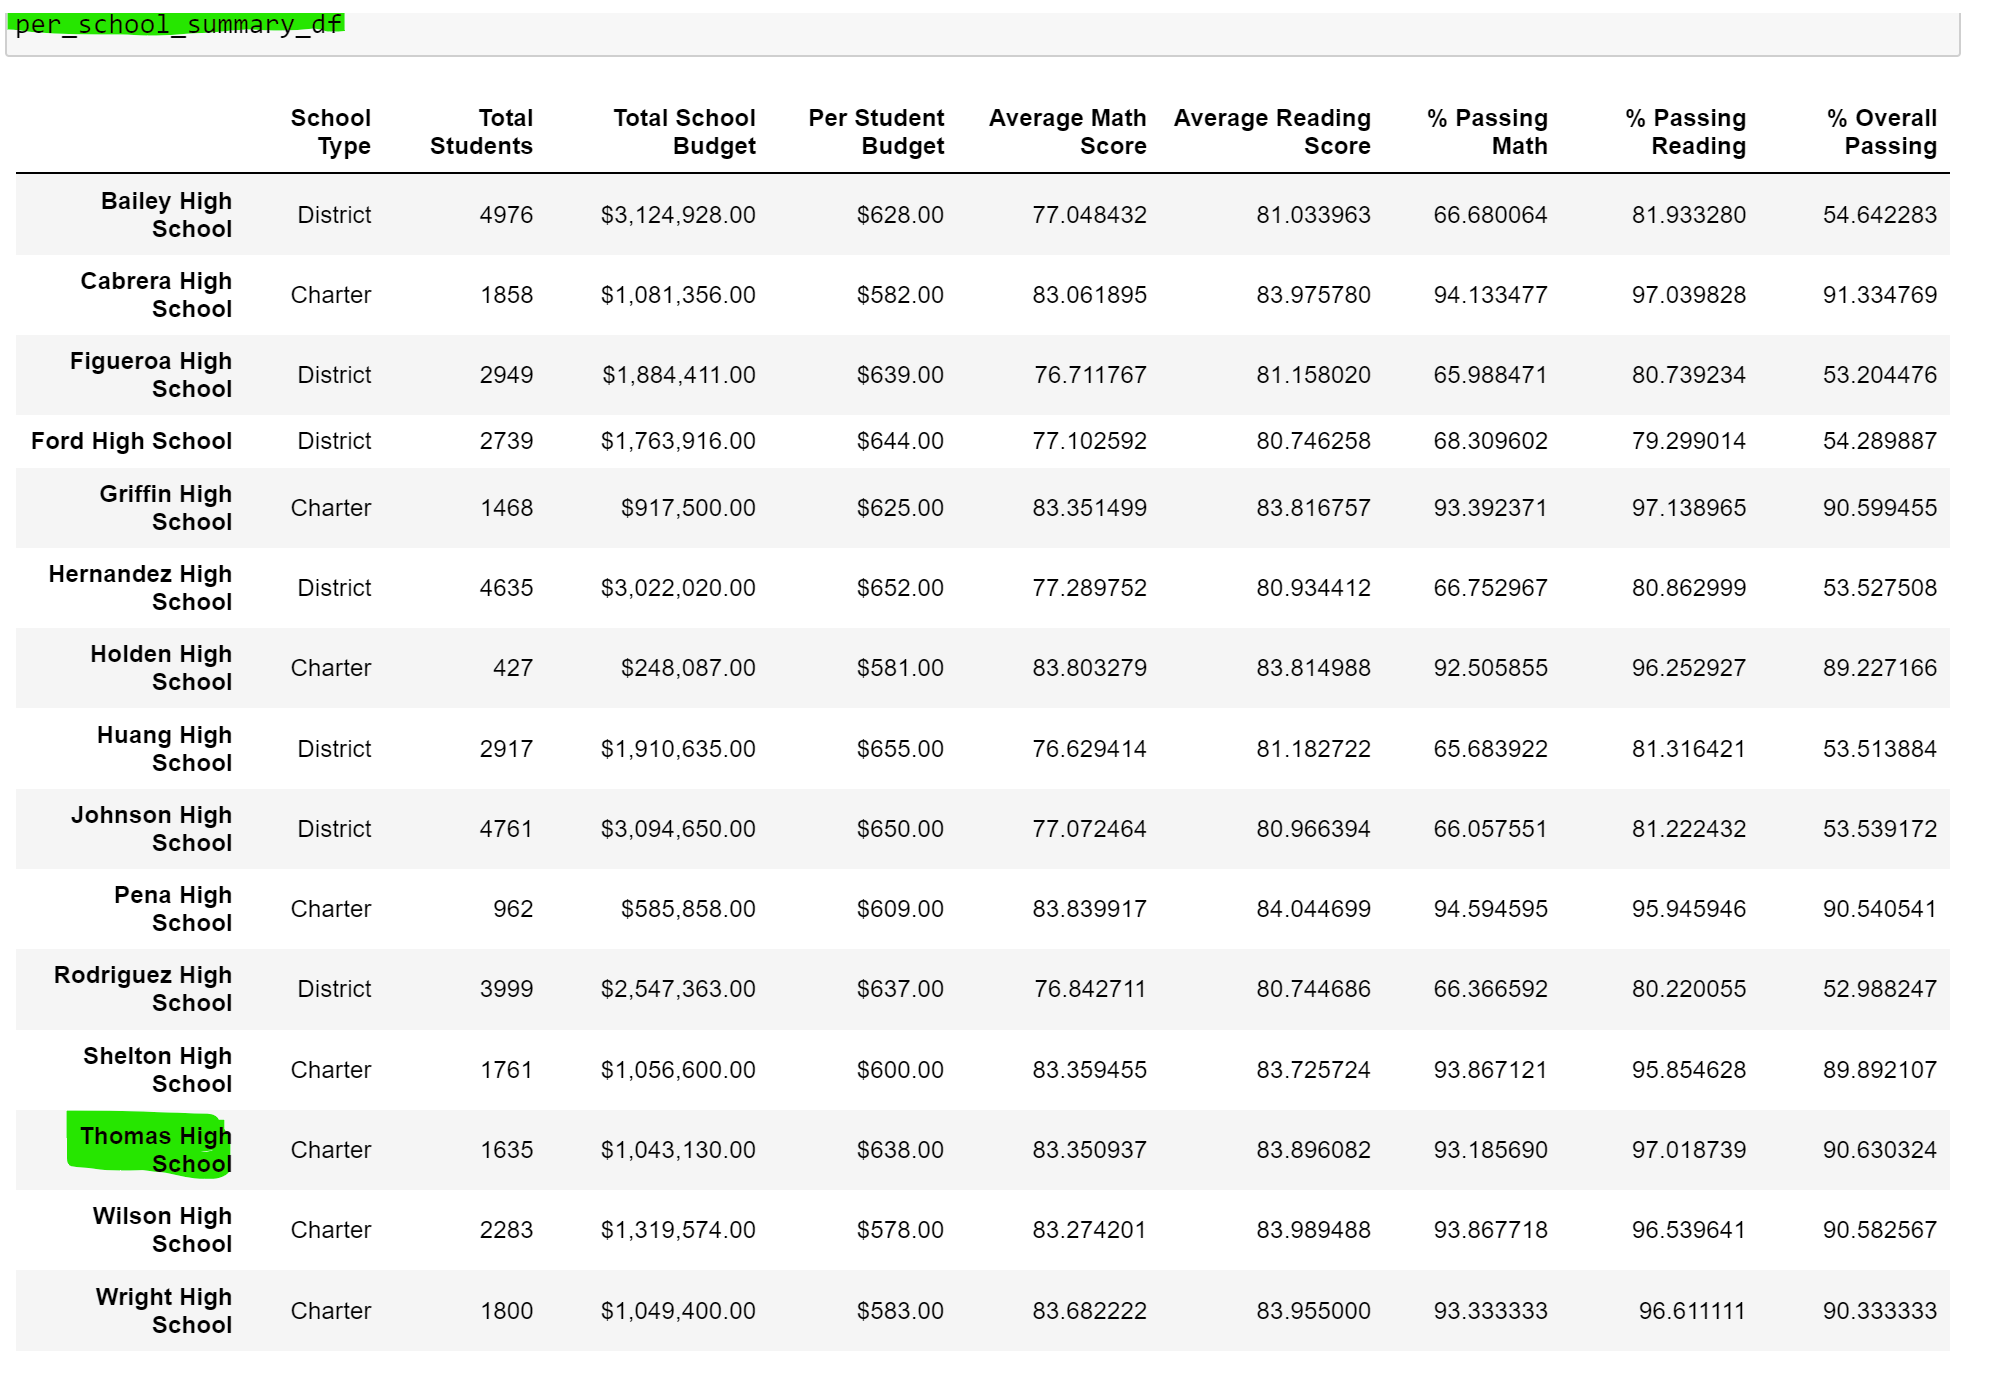 per_school_summary_df
School Type Total Students Total School Budget Per Student Budget Average Math Score Average Reading Score % Passing Math % Passing Reading % Overall Passing
Bailey High School District 4976 $3,124,928.00 $628.00 77.048432 81.033963 66.680064 81.933280 54.642283
Cabrera High School Charter 1858 $1,081,356.00 $582.00 83.061895 83.975780 94.133477 97.039828 91.334769
Figueroa High School District 2949 $1,884,411.00 $639.00 76.711767 81.158020 65.988471 80.739234 53.204476
Ford High School District 2739 $1,763,916.00 $644.00 77.102592 80.746258 68.309602 79.299014 54.289887
Griffin High School Charter 1468 $917,500.00 $625.00 83.351499 83.816757 93.392371 97.138965 90.599455
Hernandez High School District 4635 $3,022,020.00 $652.00 77.289752 80.934412 66.752967 80.862999 53.527508
Holden High School Charter 427 $248,087.00 $581.00 83.803279 83.814988 92.505855 96.252927 89.227166
Huang High School District 2917 $1,910,635.00 $655.00 76.629414 81.182722 65.683922 81.316421 53.513884
Johnson High School District 4761 $3,094,650.00 $650.00 77.072464 80.966394 66.057551 81.222432 53.539172
Pena High School Charter 962 $585,858.00 $609.00 83.839917 84.044699 94.594595 95.945946 90.540541
Rodriguez High School District 3999 $2,547,363.00 $637.00 76.842711 80.744686 66.366592 80.220055 52.988247
Shelton High School Charter 1761 $1,056,600.00 $600.00 83.359455 83.725724 93.867121 95.854628 89.892107
Thomas High School Charter 1635 $1,043,130.00 $638.00 83.350937 83.896082 93.185690 97.018739 90.630324
Wilson High School Charter 2283 $1,319,574.00 $578.00 83.274201 83.989488 93.867718 96.539641 90.582567
Wright High School Charter 1800 $1,049,400.00 $583.00 83.682222 83.955000 93.333333 96.611111 90.333333